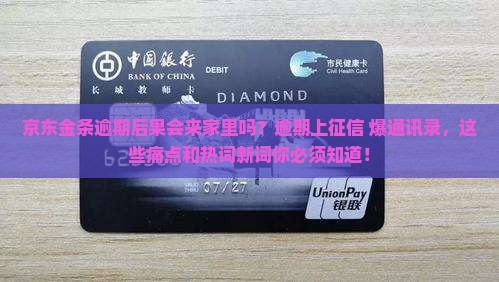 中国银行
BANK OF CHINA
DEBIT
市民健康卡
Civil Health Card
长城教师卡
DIAMOND
京东金条逾期后果会来家里吗？逾期上征信 爆通讯录，这
些痛点和热词新词你必须知道！
07/27
UnionPay
银联